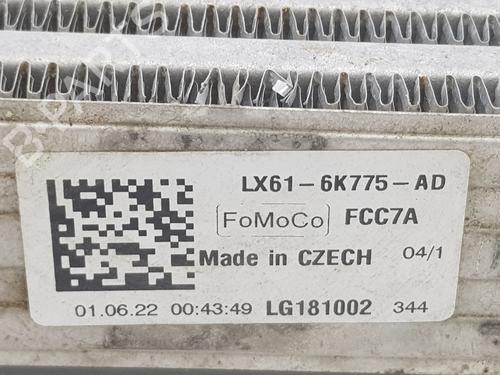 LX61-6K775-AD
FoMoCo FCC7A
Made in CZECH 04/1
01.06.22 00:43:49 LG181002 344